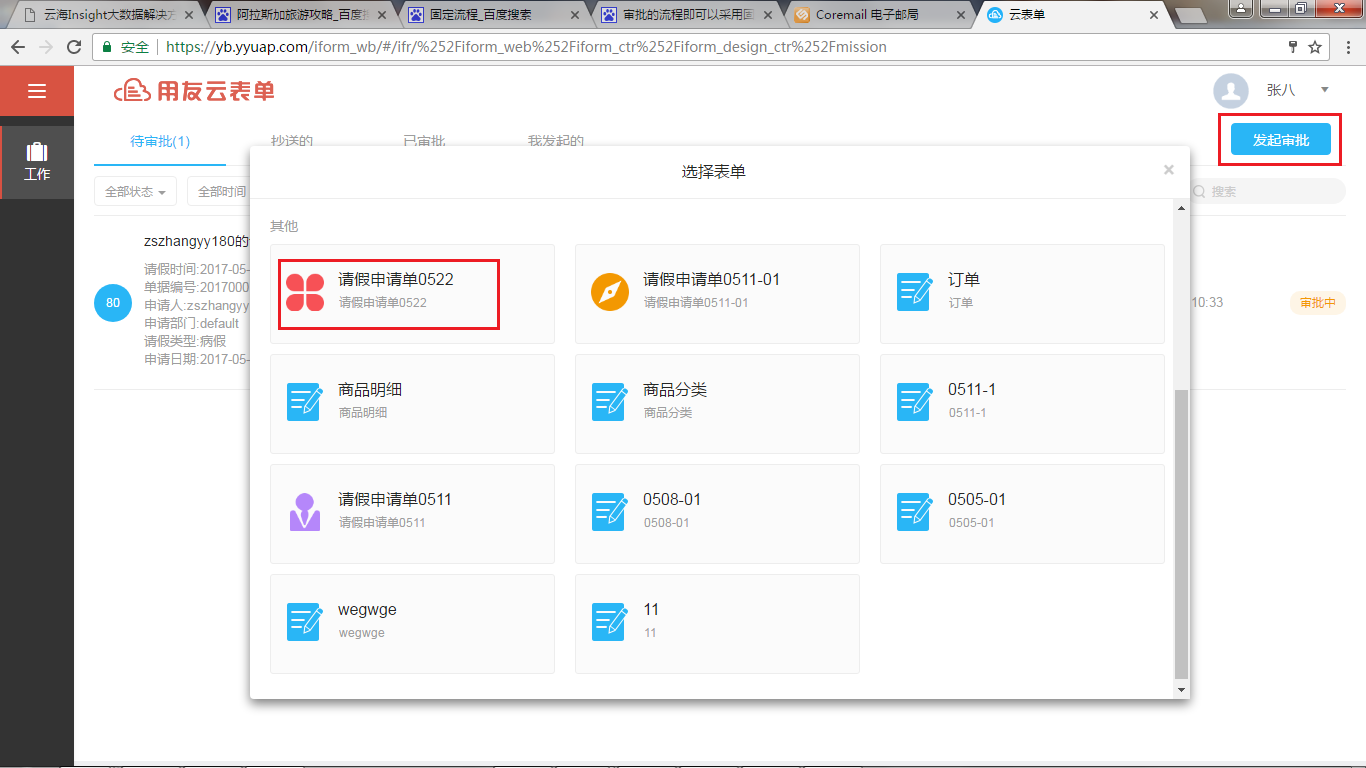 云海Insight大数据解决方
阿拉斯加旅游攻略_百度搜
固定流程_百度搜索
审批的流程即可以采用固
Coremail 电子邮局
云表单
安全
https://yb.yyuap.com/iform_wb/#/ifr/%252Fiform_web%252Fiform_ctr%252Fiform_design_ctr%252Fmission
用友云表单
张八
工作
待审批(1)
抄送的
已审批
我发起的
发起审批
全部状态
全部时间
搜索
选择表单
其他
zszhangyy180的
请假时间:2017-05-
单据编号:2017000
申请人:zszhangyy
申请部门:default
请假类型:病假
申请日期:2017-05-
80
10:33
审批中
请假申请单0522
请假申请单0522
请假申请单0511-01
请假申请单0511-01
订单
订单
商品明细
商品明细
商品分类
商品分类
0511-1
0511-1
请假申请单0511
请假申请单0511
0508-01
0508-01
0505-01
0505-01
wegwge
wegwge
11
11